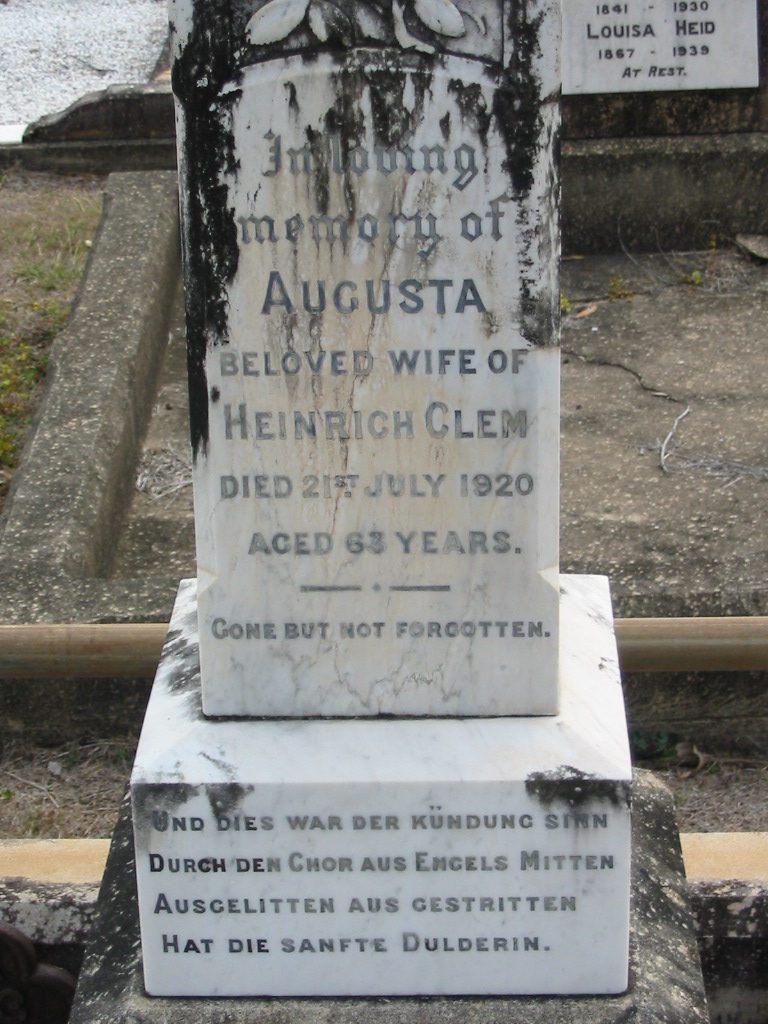 1841 - 1930
LOUISA HEID
1867 - 1939
AT REST.
In loving
memory of
AUGUSTA
BELOVED WIFE OF
HEINRICH CLEM
DIED 21ST JULY 1920
AGED 63 YEARS.
GONE BUT NOT FORGOTTEN.
UND DIES WAR DER KÜNDUNG SINN
DURCH DEN CHOR AUS ENGELS MITTEN
AUSGELITTEN AUS GESTRITTEN
HAT DIE SANFTE DULDERIN.